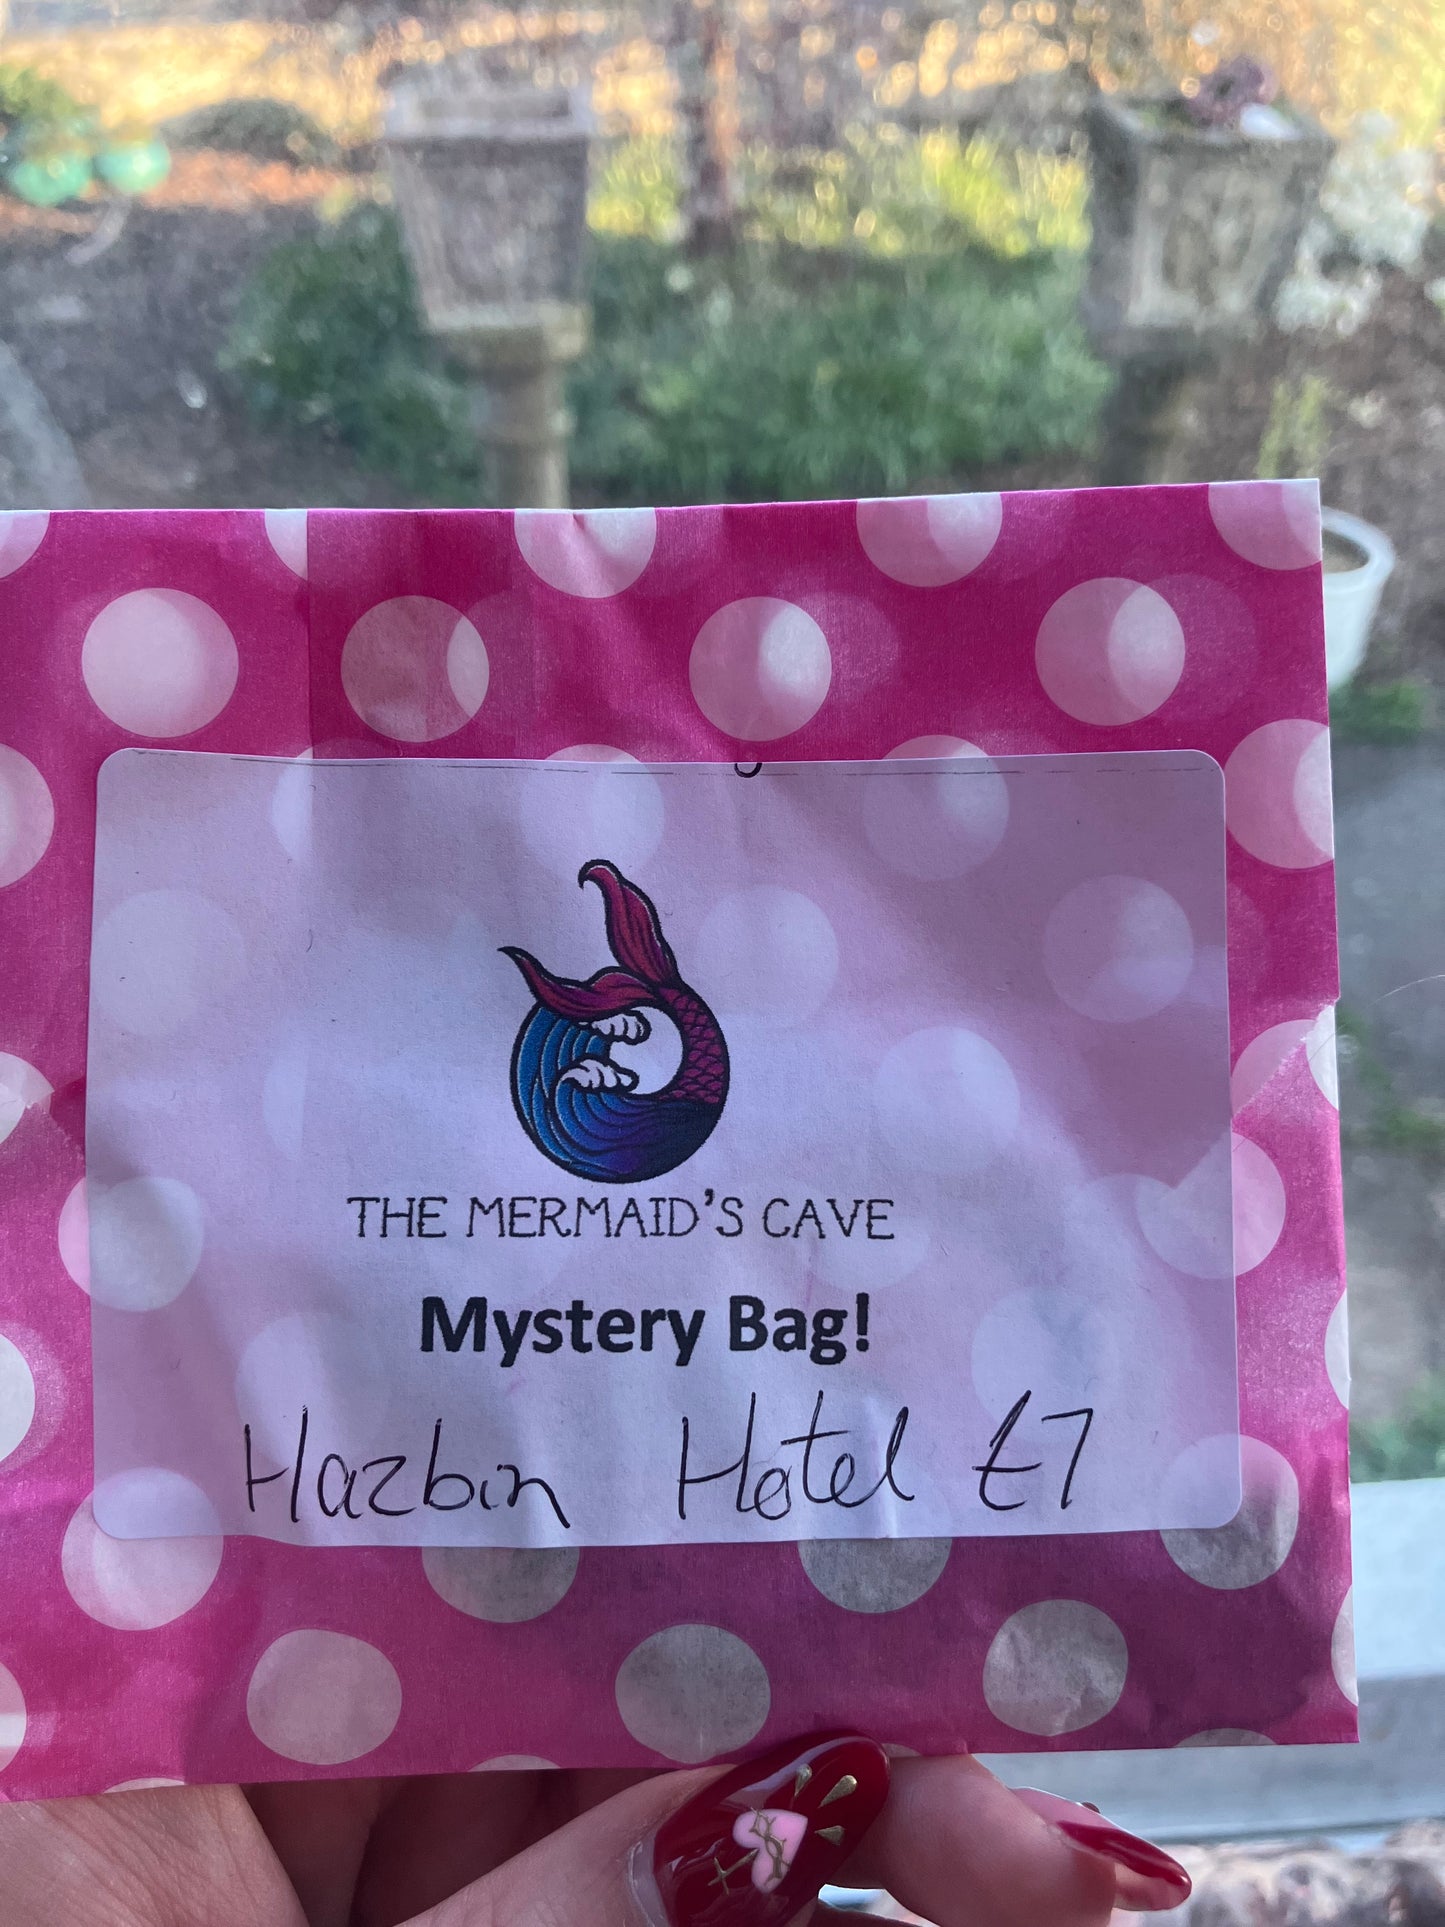 THE MERMAID'S CAVE
Mystery Bag!
Hazbin Hotel £7